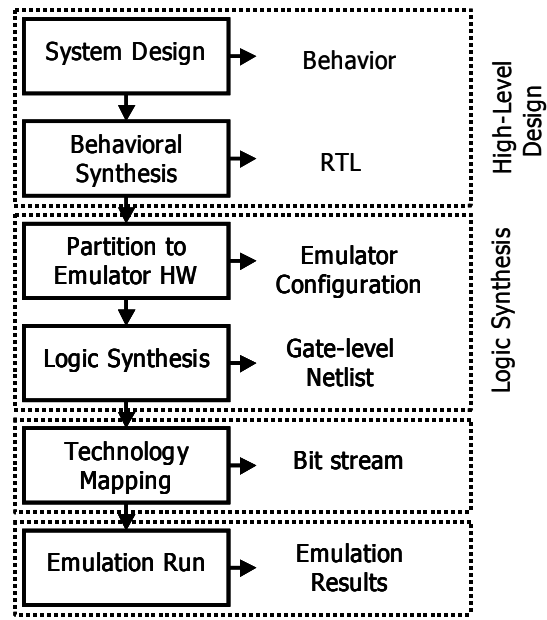 System Design
Behavior
Behavioral
Synthesis
RTL
High-Level
Design
Partition to
Emulator HW
Emulator
Configuration
Logic Synthesis
Gate-level
Netlist
Logic Synthesis
Technology
Mapping
Bit stream
Emulation Run
Emulation
Results